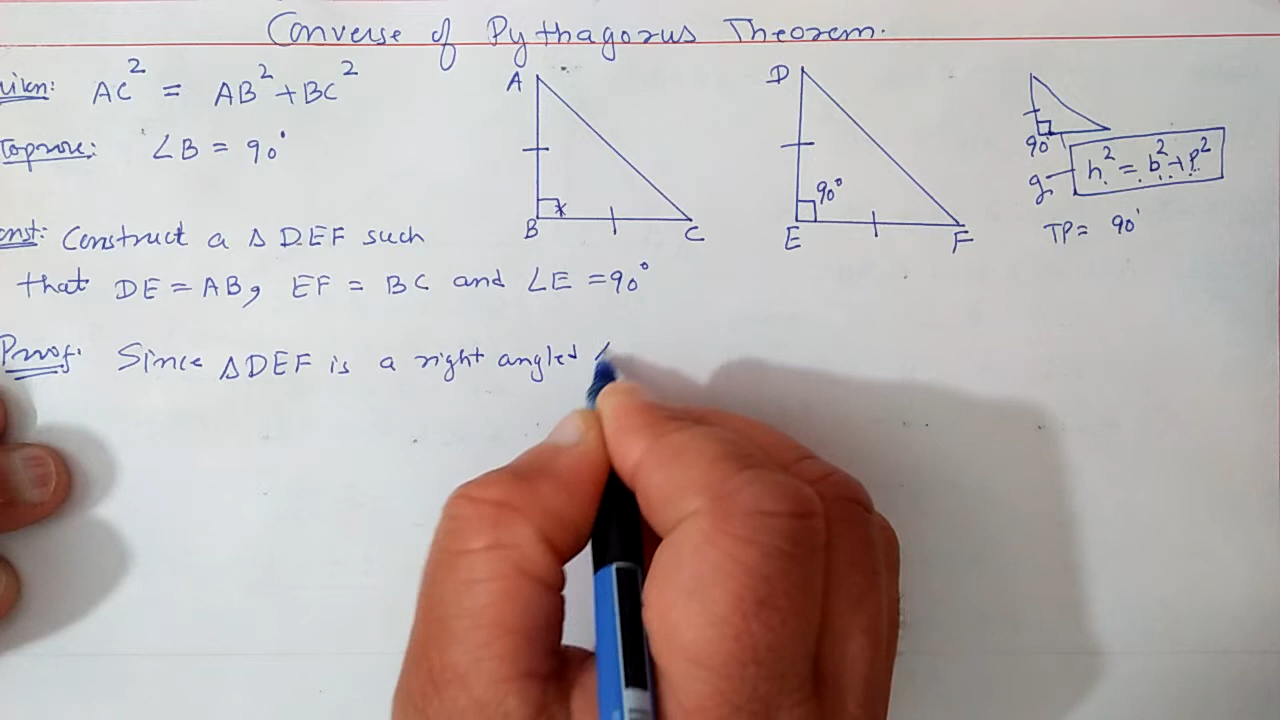 Converse of Pythagorus Theorem.
Given: AC² = AB² + BC²
To prove: ∠B = 90°
Const: Construct a Δ DEF such
that DE = AB, EF = BC and ∠E = 90°
Proof: Since ΔDEF is a right angled
A
B
C
D
90°
E
F
90°
g h² = b² + p²
TP = 90°